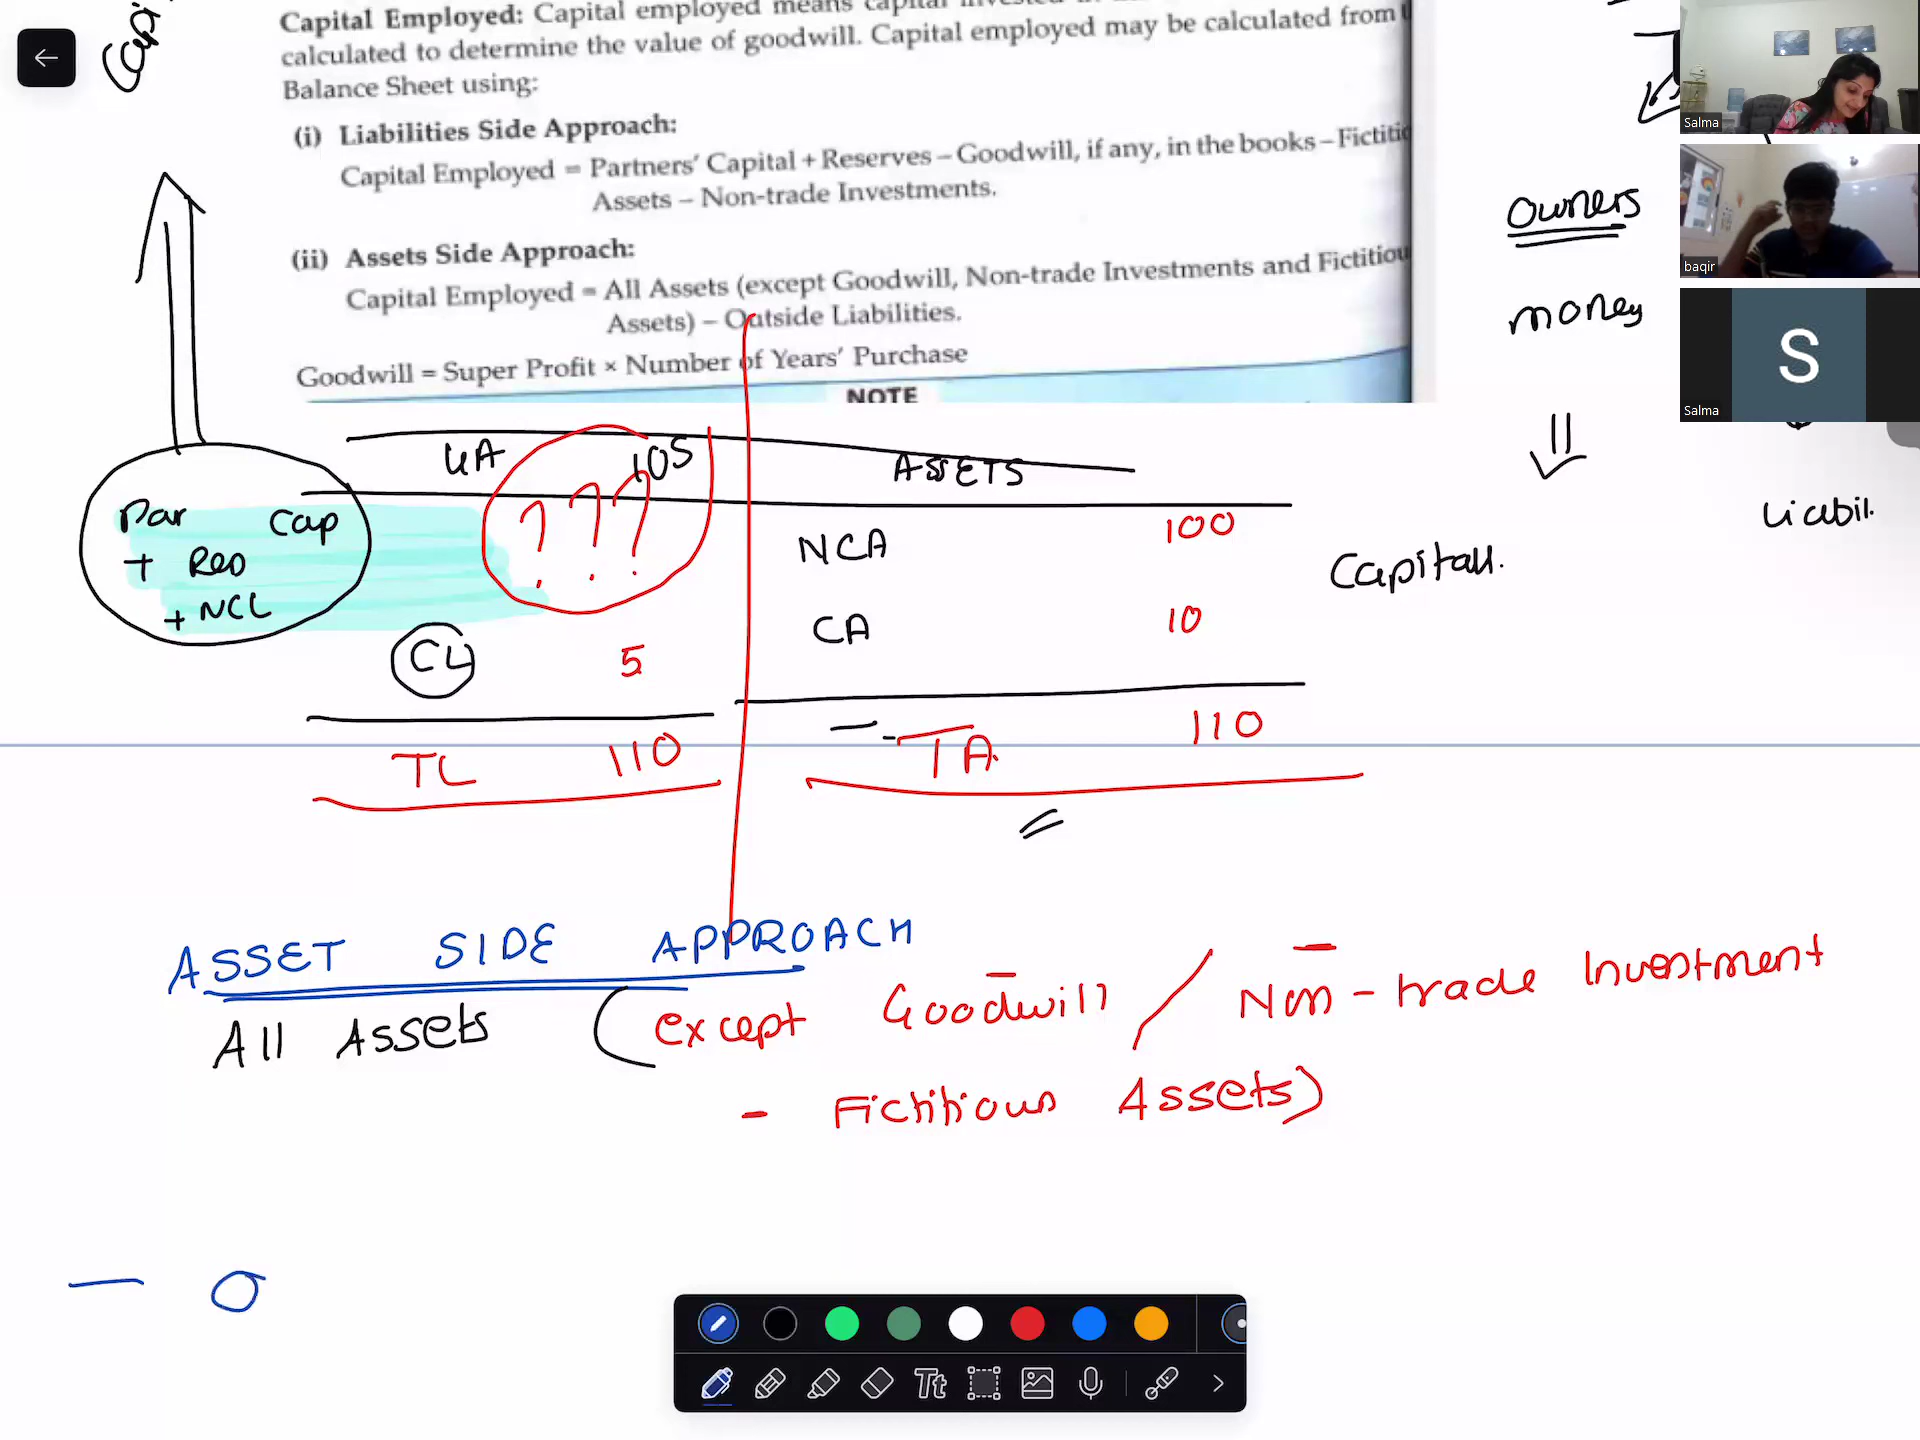 Capital Employed: Capital employed means capital invested in
calculated to determine the value of goodwill. Capital employed may be calculated from
Balance Sheet using:
(i) Liabilities Side Approach:
Capital Employed = Partners' Capital + Reserves – Goodwill, if any, in the books – Fictitio
Assets – Non-trade Investments.
(ii) Assets Side Approach:
Capital Employed = All Assets (except Goodwill, Non-trade Investments and Fictitiou
Assets) – Outside Liabilities.
Goodwill = Super Profit × Number of Years' Purchase
NOTE
Capi
Salma
baqir
S
Salma
Owners
money
Liabil.
Capital.
LIA 105 ASSETS
Par Cap ? ? ? NCA 100
+ Res
+ NCL
CA 10
CL 5
TL 110 TA 110
ASSET SIDE APPROACH
All Assets (except Goodwill / Non-trade Investment
- Fictitious Assets)
– O
Tt